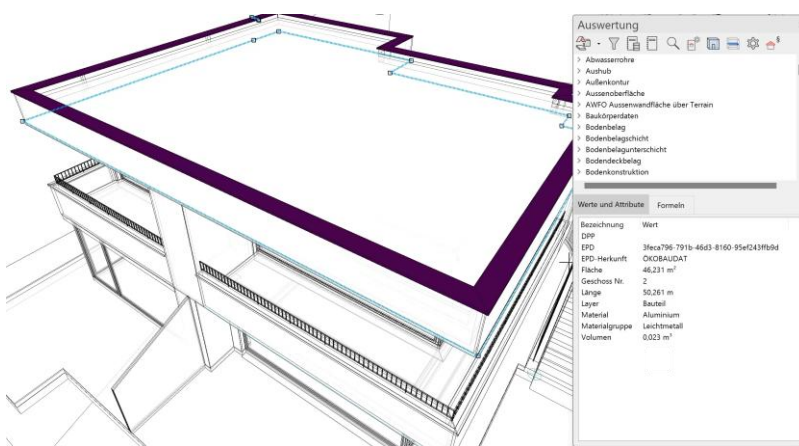 Auswertung
Abwasserrohre
Aushub
Außenkontur
Aussenoberfläche
AWFO Aussenwandfläche über Terrain
Baukörperdaten
Bodenbelag
Bodenbelagschicht
Bodenbelagunterschicht
Bodendeckbelag
Bodenkonstruktion
Werte und Attribute Formeln
Bezeichnung Wert
DPP
EPD 3feca796-791b-46d3-8160-95ef243ffb9d
EPD-Herkunft ÖKOBAUDAT
Fläche 46,231 m²
Geschoss Nr. 2
Länge 50,261 m
Layer Bauteil
Material Aluminium
Materialgruppe Leichtmetall
Volumen 0,023 m³